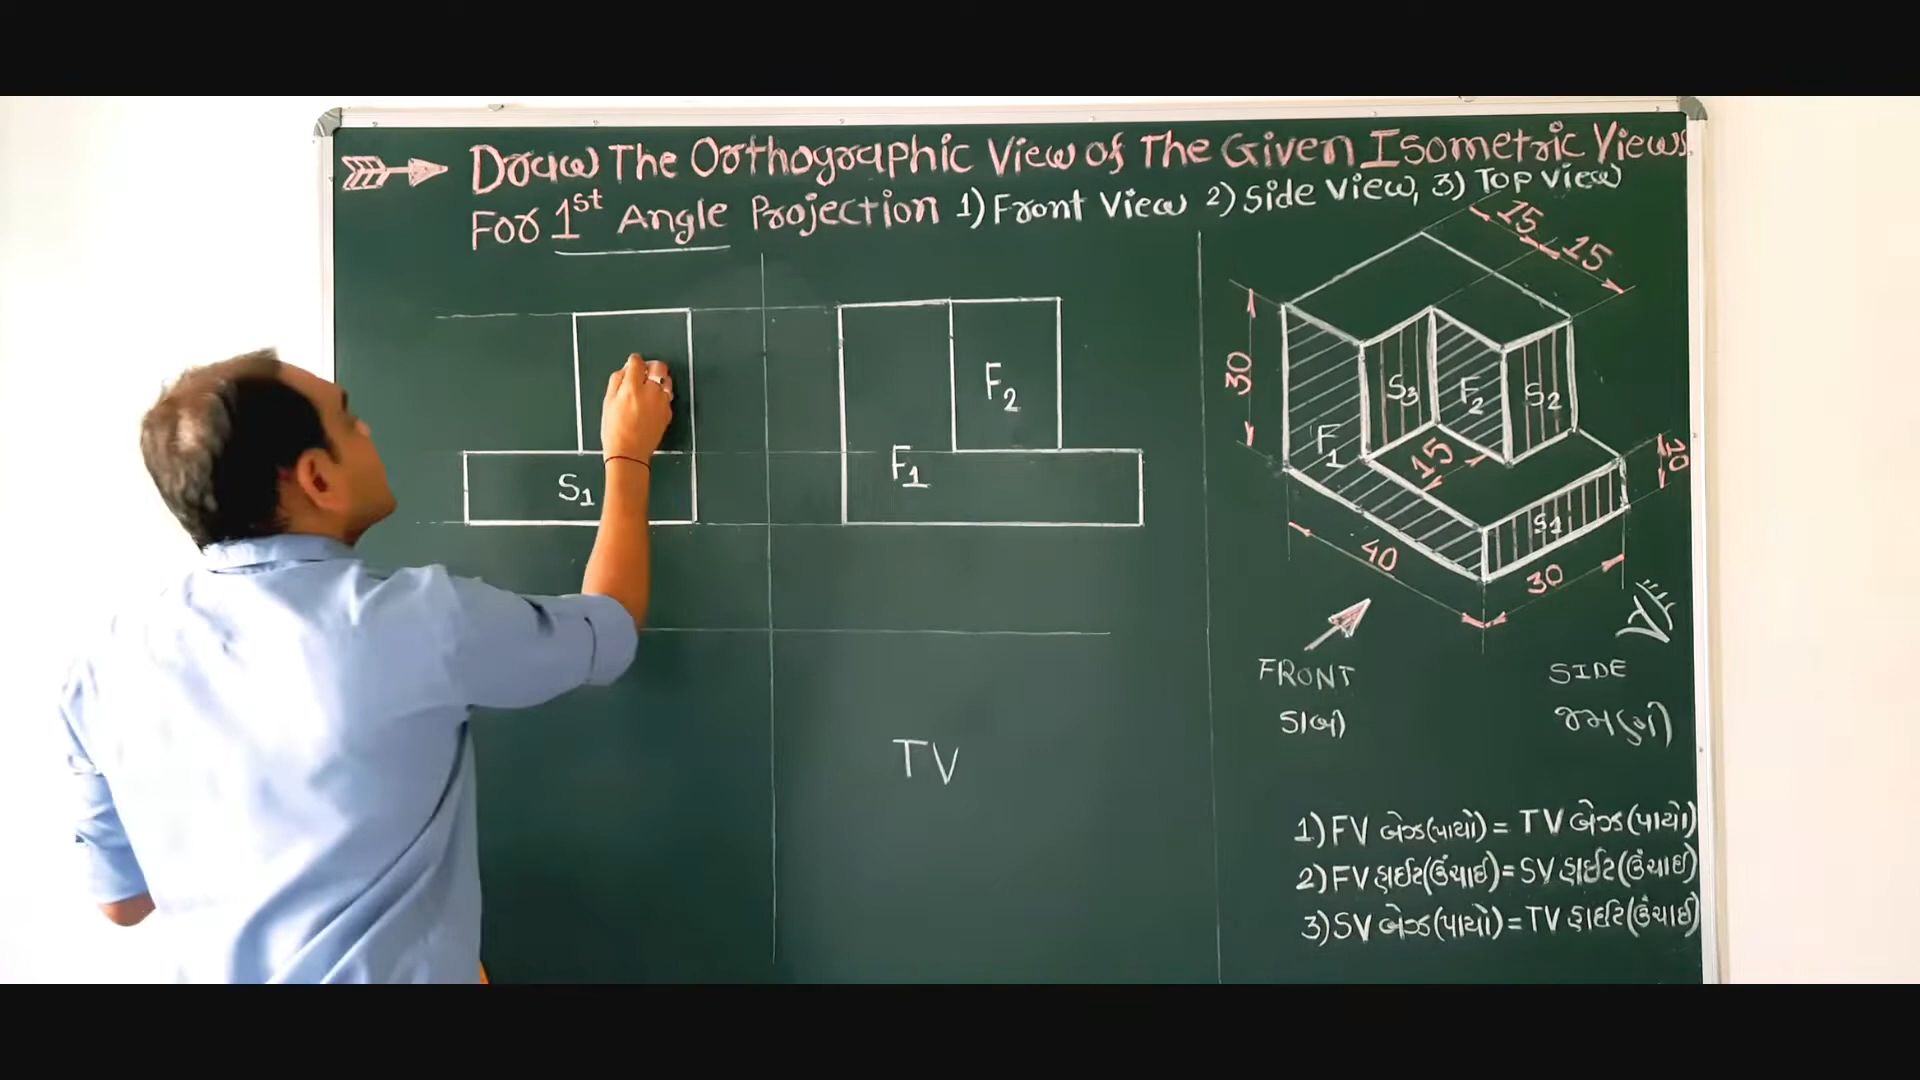 Draw The Orthographic View of The Given Isometric Views
For 1st Angle Projection 1) Front View 2) Side View, 3) Top View
15
15
30
S3
F2
S2
F2
F1
15
F1
20
S1
S1
40
30
FRONT
SIDE
ડાબી
જમણી
TV
1) FV બેઝ(પાયો) = TV બેઝ(પાયો)
2) FV હાઈટ(ઉંચાઈ) = SV હાઈટ(ઉંચાઈ)
3) SV બેઝ(પાયો) = TV હાઈટ(ઉંચાઈ)